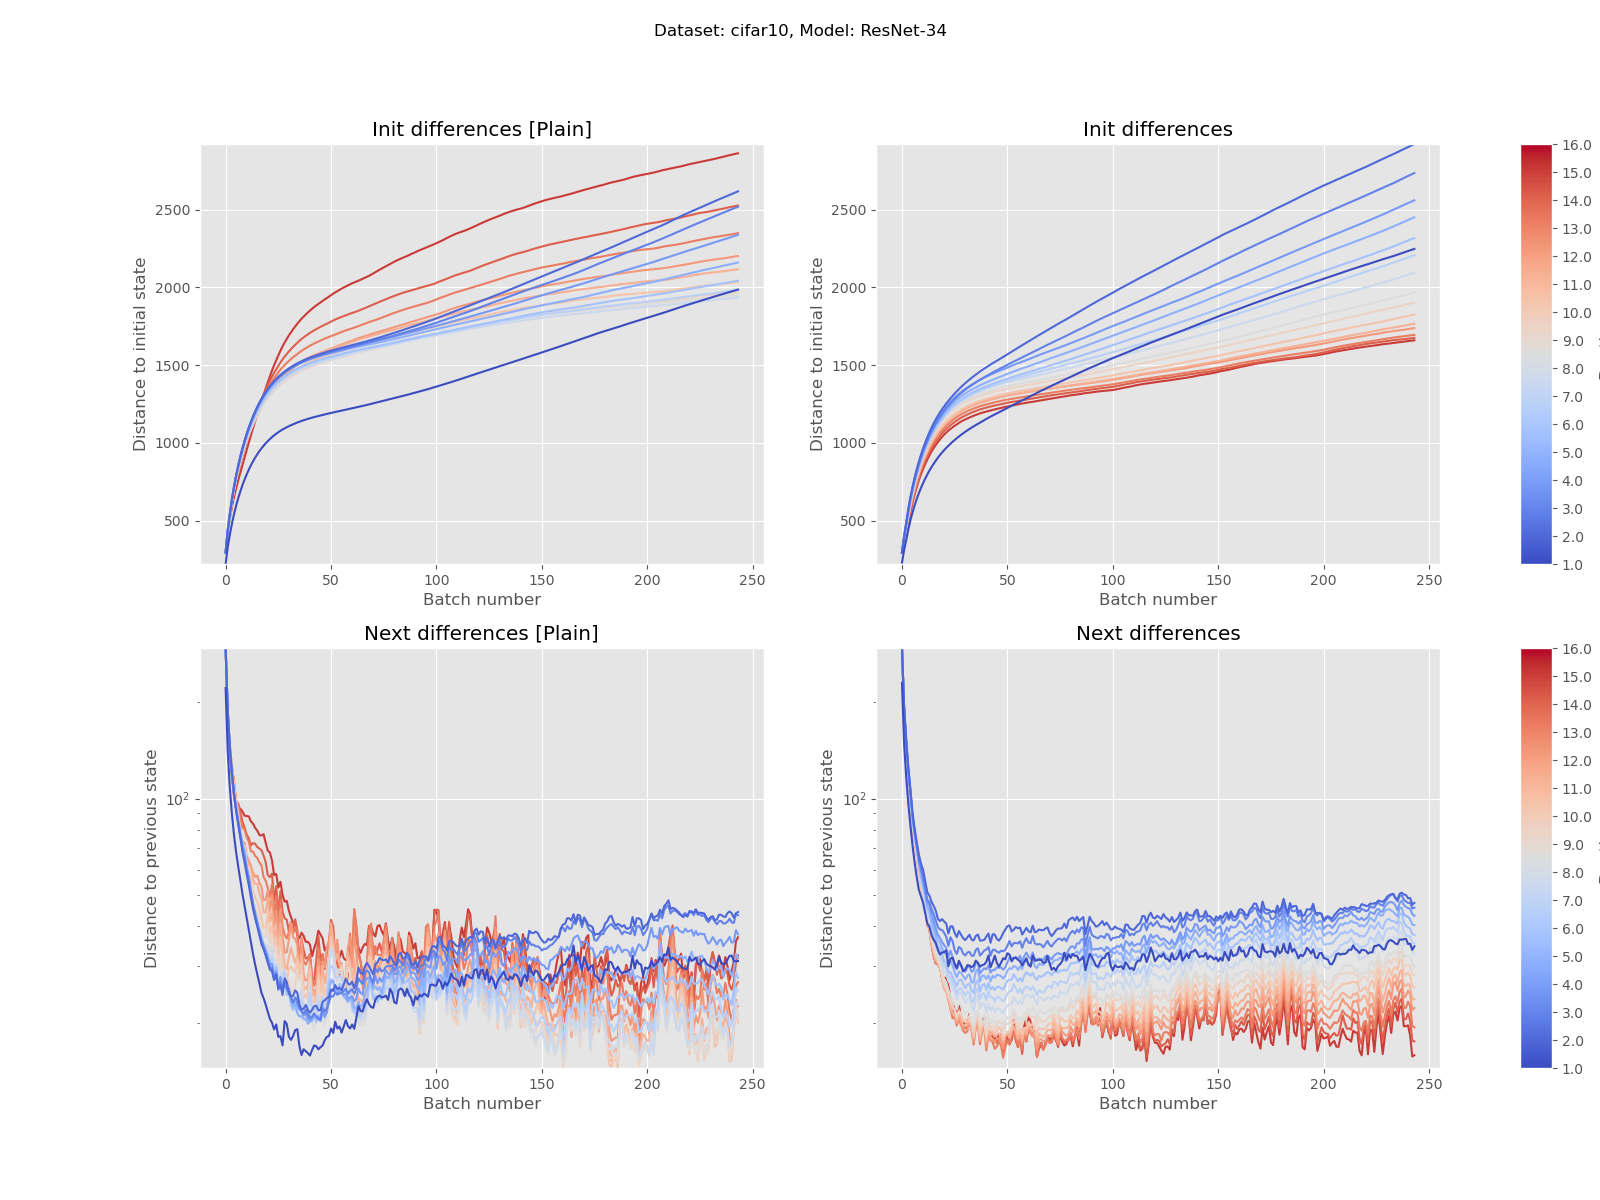 Dataset: cifar10, Model: ResNet-34
Init differences [Plain]
Distance to initial state
2500
2000
1500
1000
500
0 50 100 150 200 250
Batch number
Init differences
Distance to initial state
2500
2000
1500
1000
500
0 50 100 150 200 250
Batch number
16.0
15.0
14.0
13.0
12.0
11.0
10.0
9.0
8.0
7.0
6.0
5.0
4.0
3.0
2.0
1.0
Next differences [Plain]
Distance to previous state
10²
0 50 100 150 200 250
Batch number
Next differences
Distance to previous state
10²
0 50 100 150 200 250
Batch number
16.0
15.0
14.0
13.0
12.0
11.0
10.0
9.0
8.0
7.0
6.0
5.0
4.0
3.0
2.0
1.0